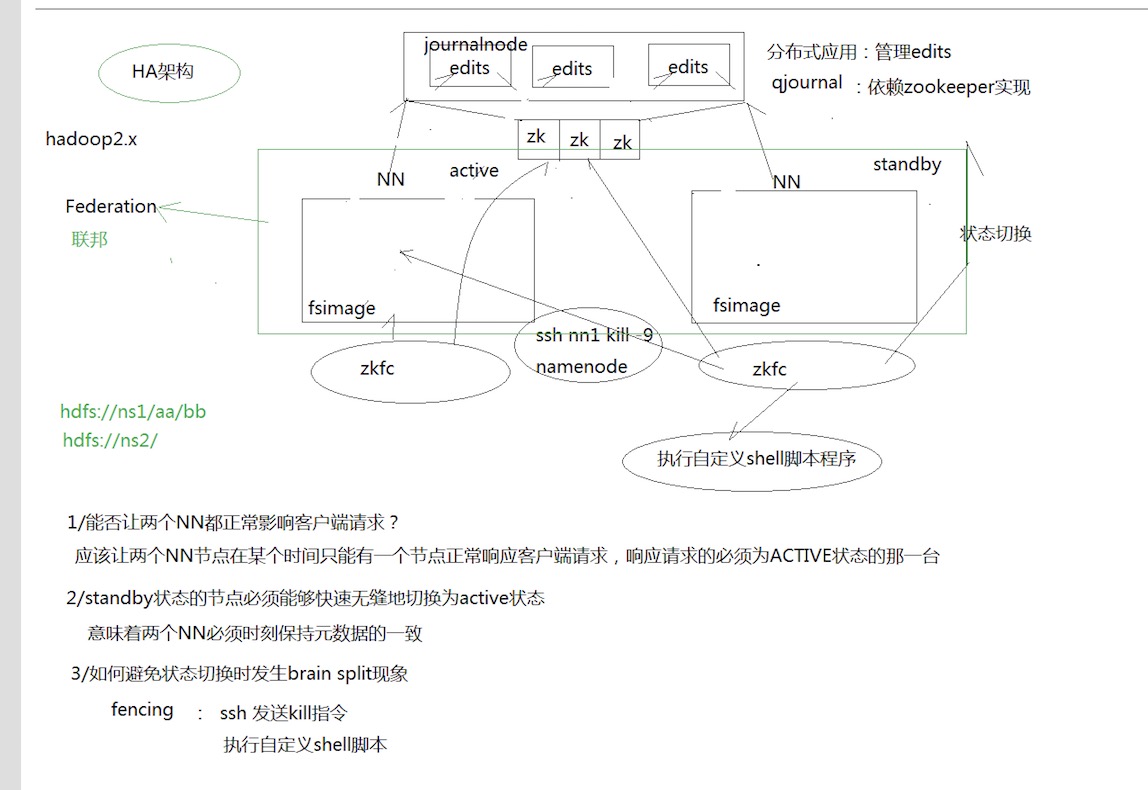 HA架构
journalnode
edits
edits
edits
分布式应用：管理edits
qjournal ：依赖zookeeper实现
hadoop2.x
zk
zk
zk
NN
active
NN
standby
Federation
联邦
状态切换
fsimage
fsimage
ssh nn1 kill -9
namenode
zkfc
zkfc
hdfs://ns1/aa/bb
hdfs://ns2/
执行自定义shell脚本程序
1/能否让两个NN都正常影响客户端请求？
应该让两个NN节点在某个时间只能有一个节点正常响应客户端请求，响应请求的必须为ACTIVE状态的那一台
2/standby状态的节点必须能够快速无缝地切换为active状态
意味着两个NN必须时刻保持元数据的一致
3/如何避免状态切换时发生brain split现象
fencing ： ssh 发送kill指令
执行自定义shell脚本